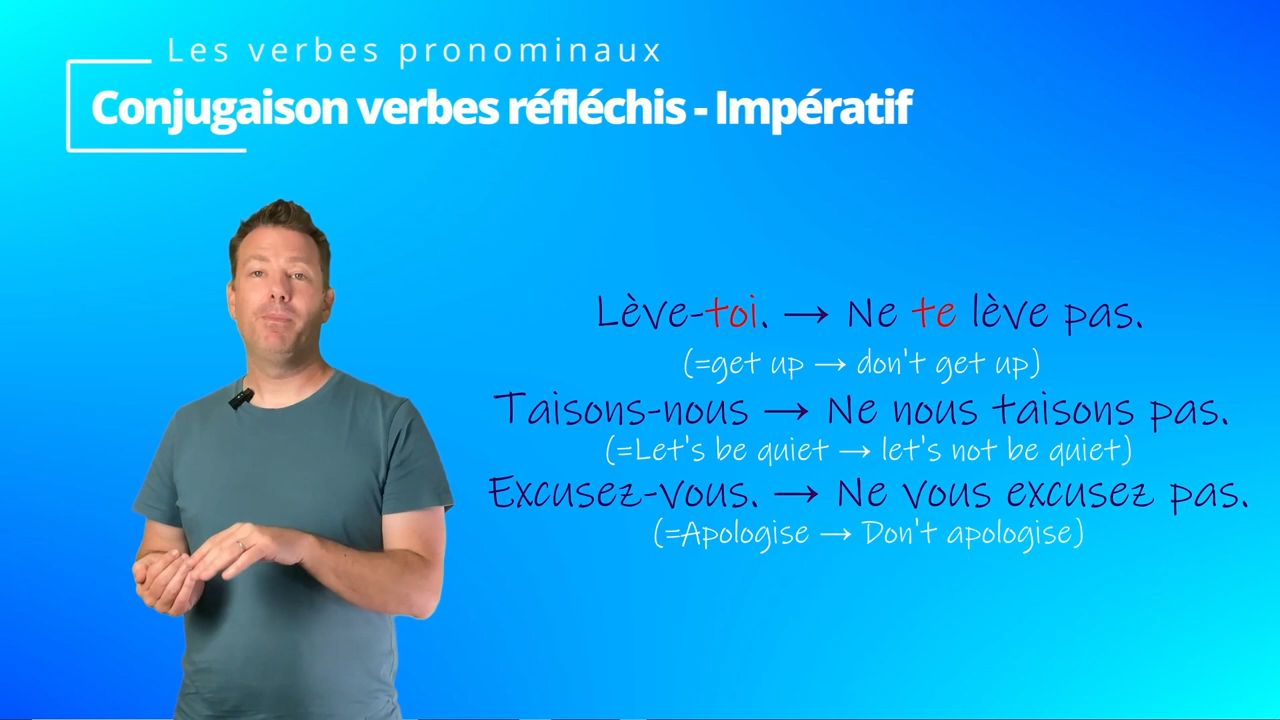 Les verbes pronominaux
Conjugaison verbes réfléchis - Impératif
Lève-toi. → Ne te lève pas.
(=get up → don't get up)
Taisons-nous → Ne nous taisons pas.
(=Let's be quiet → let's not be quiet)
Excusez-vous. → Ne vous excusez pas.
(=Apologise → Don't apologise)